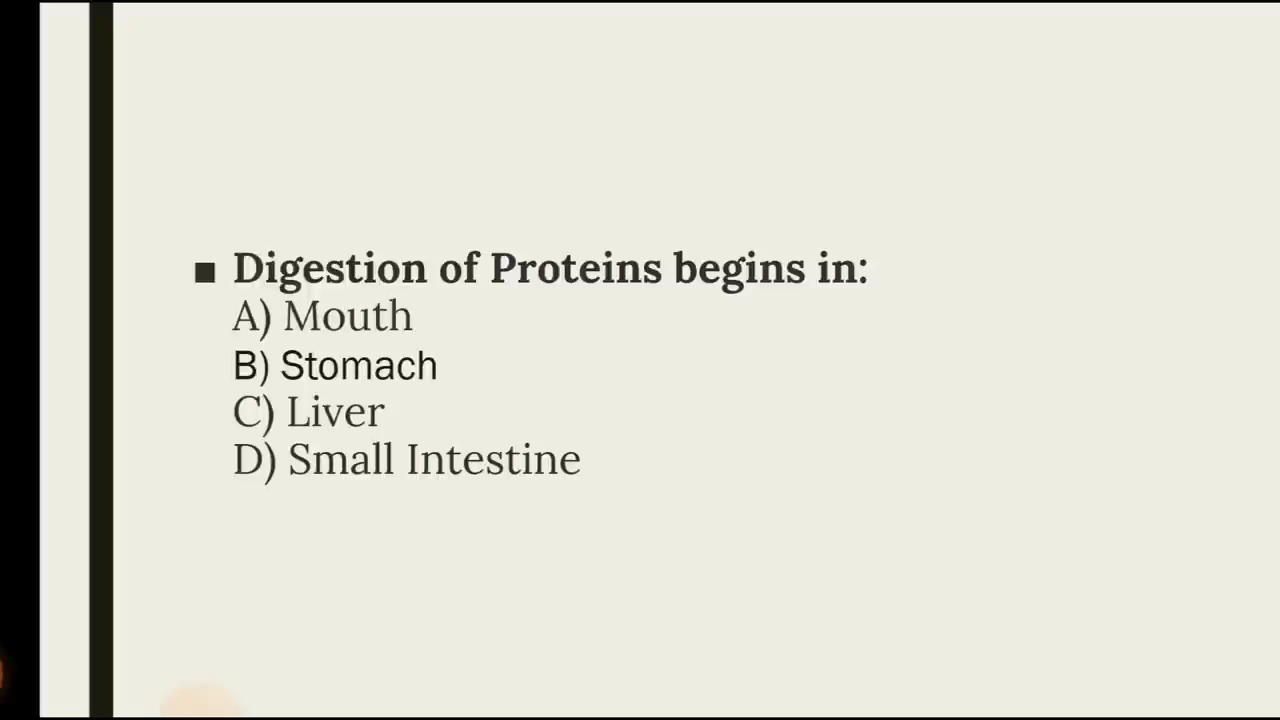 ■ Digestion of Proteins begins in:
A) Mouth
B) Stomach
C) Liver
D) Small Intestine